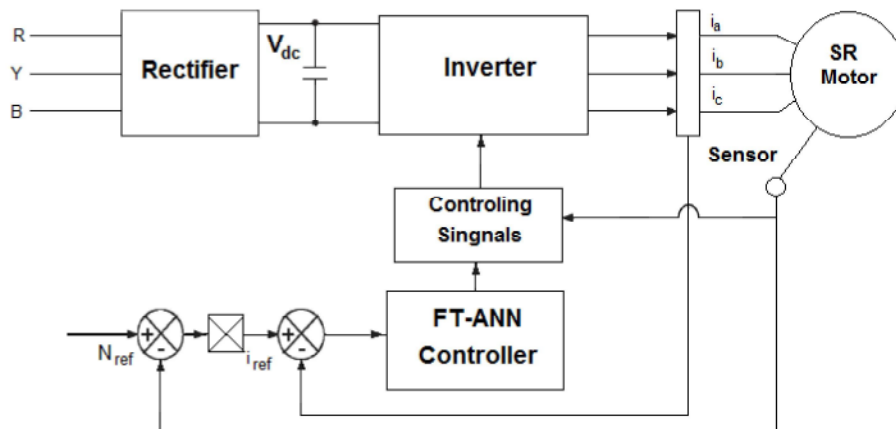 R
Y
B
Rectifier
Vdc
Inverter
ia
ib
ic
SR
Motor
Sensor
Controling
Singnals
FT-ANN
Controller
+
-
Nref
iref
+
-